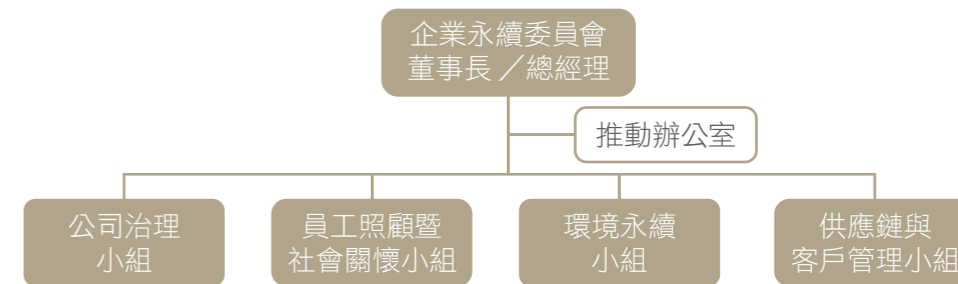 企業永續委員會
董事長／總經理
推動辦公室
公司治理
小組
員工照顧暨
社會關懷小組
環境永續
小組
供應鏈與
客戶管理小組